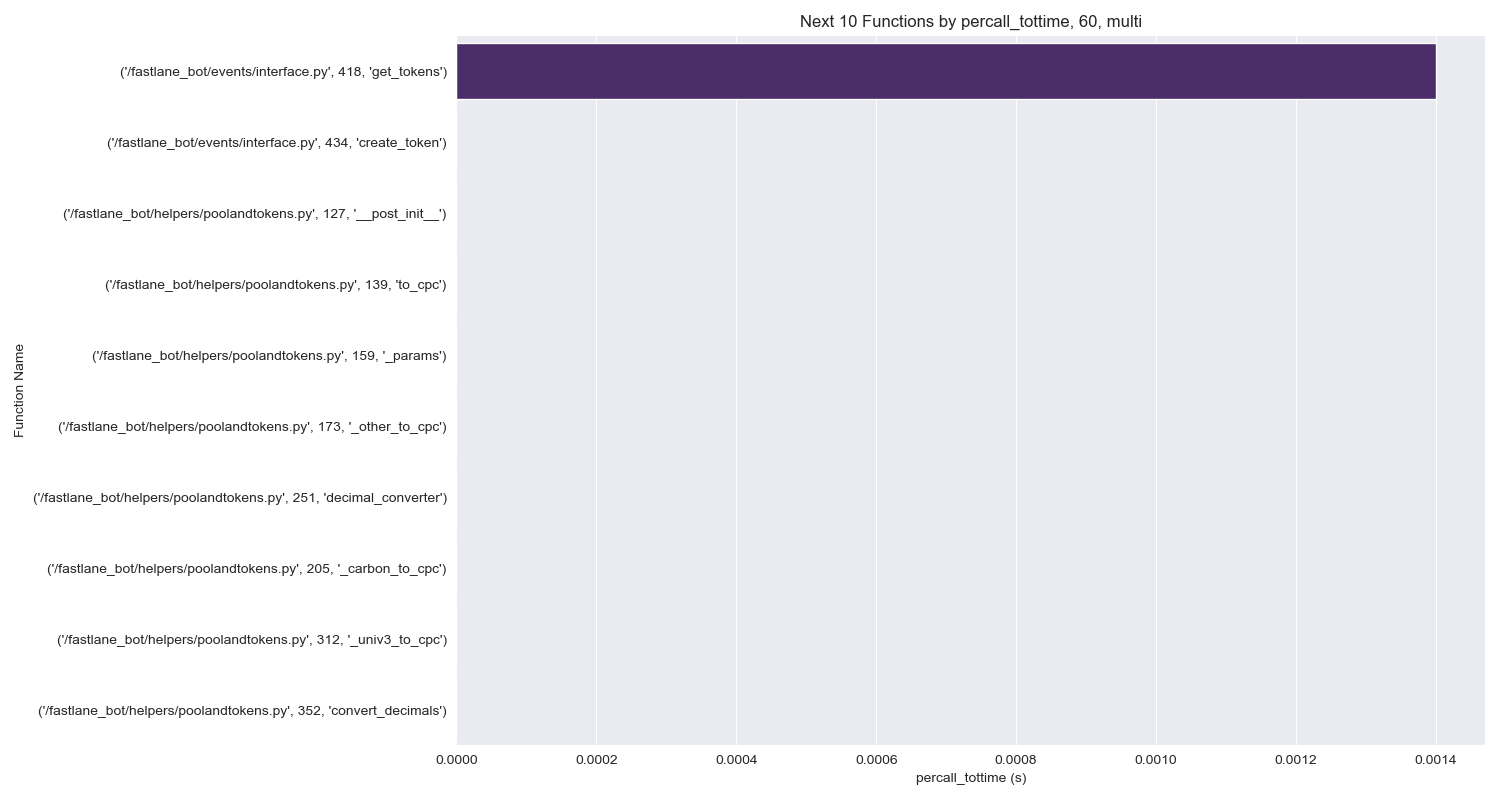 Next 10 Functions by percall_tottime, 60, multi
('/fastlane_bot/events/interface.py', 418, 'get_tokens')
('/fastlane_bot/events/interface.py', 434, 'create_token')
('/fastlane_bot/helpers/poolandtokens.py', 127, '__post_init__')
('/fastlane_bot/helpers/poolandtokens.py', 139, 'to_cpc')
('/fastlane_bot/helpers/poolandtokens.py', 159, '_params')
('/fastlane_bot/helpers/poolandtokens.py', 173, '_other_to_cpc')
('/fastlane_bot/helpers/poolandtokens.py', 251, 'decimal_converter')
('/fastlane_bot/helpers/poolandtokens.py', 205, '_carbon_to_cpc')
('/fastlane_bot/helpers/poolandtokens.py', 312, '_univ3_to_cpc')
('/fastlane_bot/helpers/poolandtokens.py', 352, 'convert_decimals')
Function Name
0.0000 0.0002 0.0004 0.0006 0.0008 0.0010 0.0012 0.0014
percall_tottime (s)